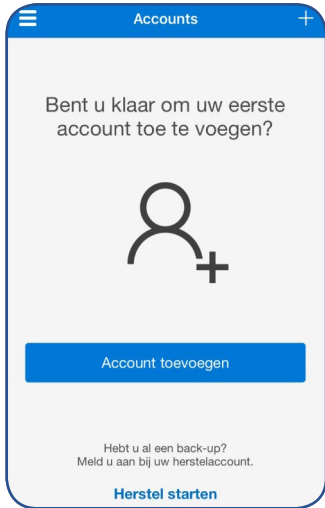 Accounts
Bent u klaar om uw eerste
account toe te voegen?
Account toevoegen
Hebt u al een back-up?
Meld u aan bij uw herstelaccount.
Herstel starten